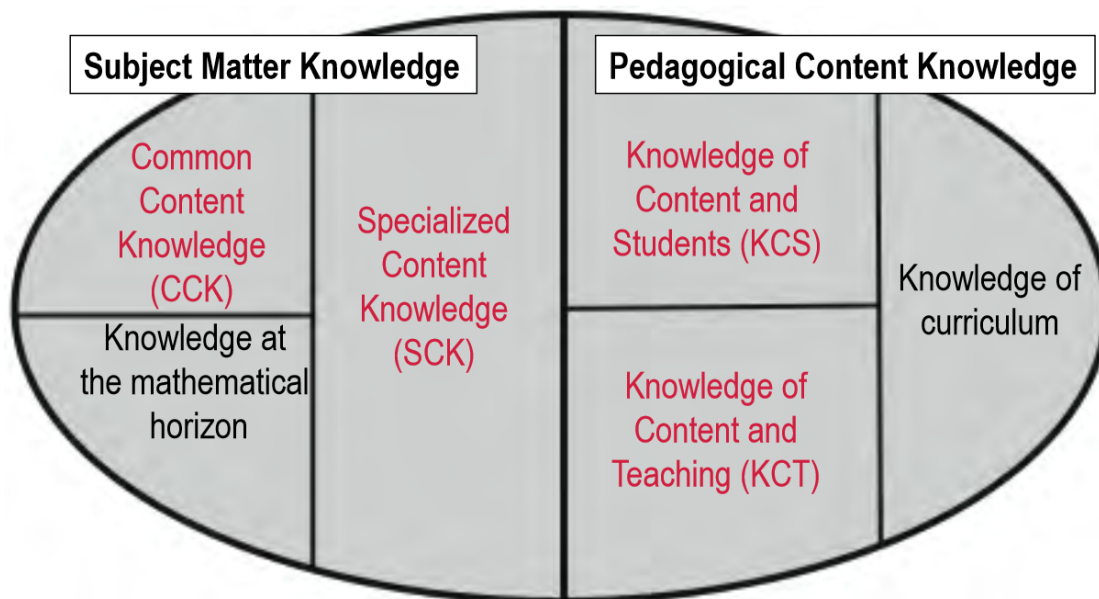 Subject Matter Knowledge
Common
Content
Knowledge
(CCK)
Knowledge at
the mathematical
horizon
Specialized
Content
Knowledge
(SCK)
Pedagogical Content Knowledge
Knowledge of
Content and
Students (KCS)
Knowledge of
Content and
Teaching (KCT)
Knowledge of
curriculum